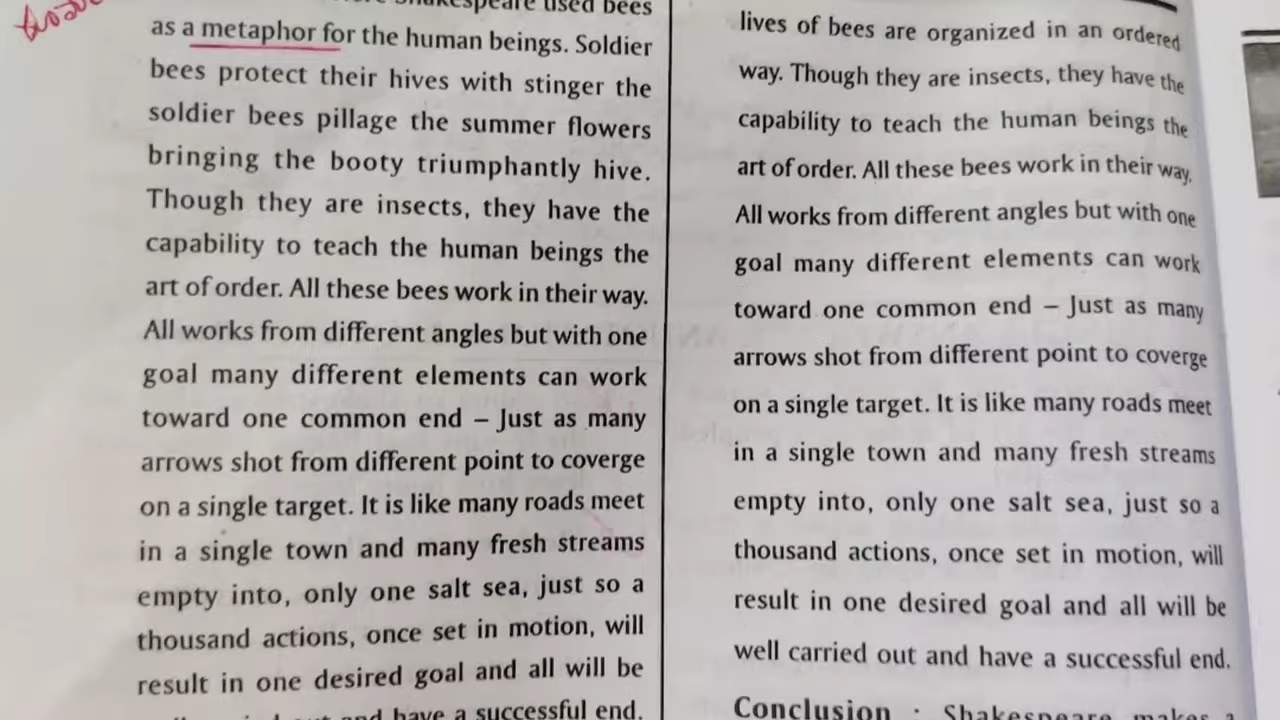 Shakespeare used bees
as a metaphor for the human beings. Soldier
bees protect their hives with stinger the
soldier bees pillage the summer flowers
bringing the booty triumphantly hive.
Though they are insects, they have the
capability to teach the human beings the
art of order. All these bees work in their way.
All works from different angles but with one
goal many different elements can work
toward one common end – Just as many
arrows shot from different point to coverge
on a single target. It is like many roads meet
in a single town and many fresh streams
empty into, only one salt sea, just so a
thousand actions, once set in motion, will
result in one desired goal and all will be
and have a successful end.
lives of bees are organized in an ordered
way. Though they are insects, they have the
capability to teach the human beings the
art of order. All these bees work in their way.
All works from different angles but with one
goal many different elements can work
toward one common end – Just as many
arrows shot from different point to coverge
on a single target. It is like many roads meet
in a single town and many fresh streams
empty into, only one salt sea, just so a
thousand actions, once set in motion, will
result in one desired goal and all will be
well carried out and have a successful end.
Conclusion : Shakespeare makes a